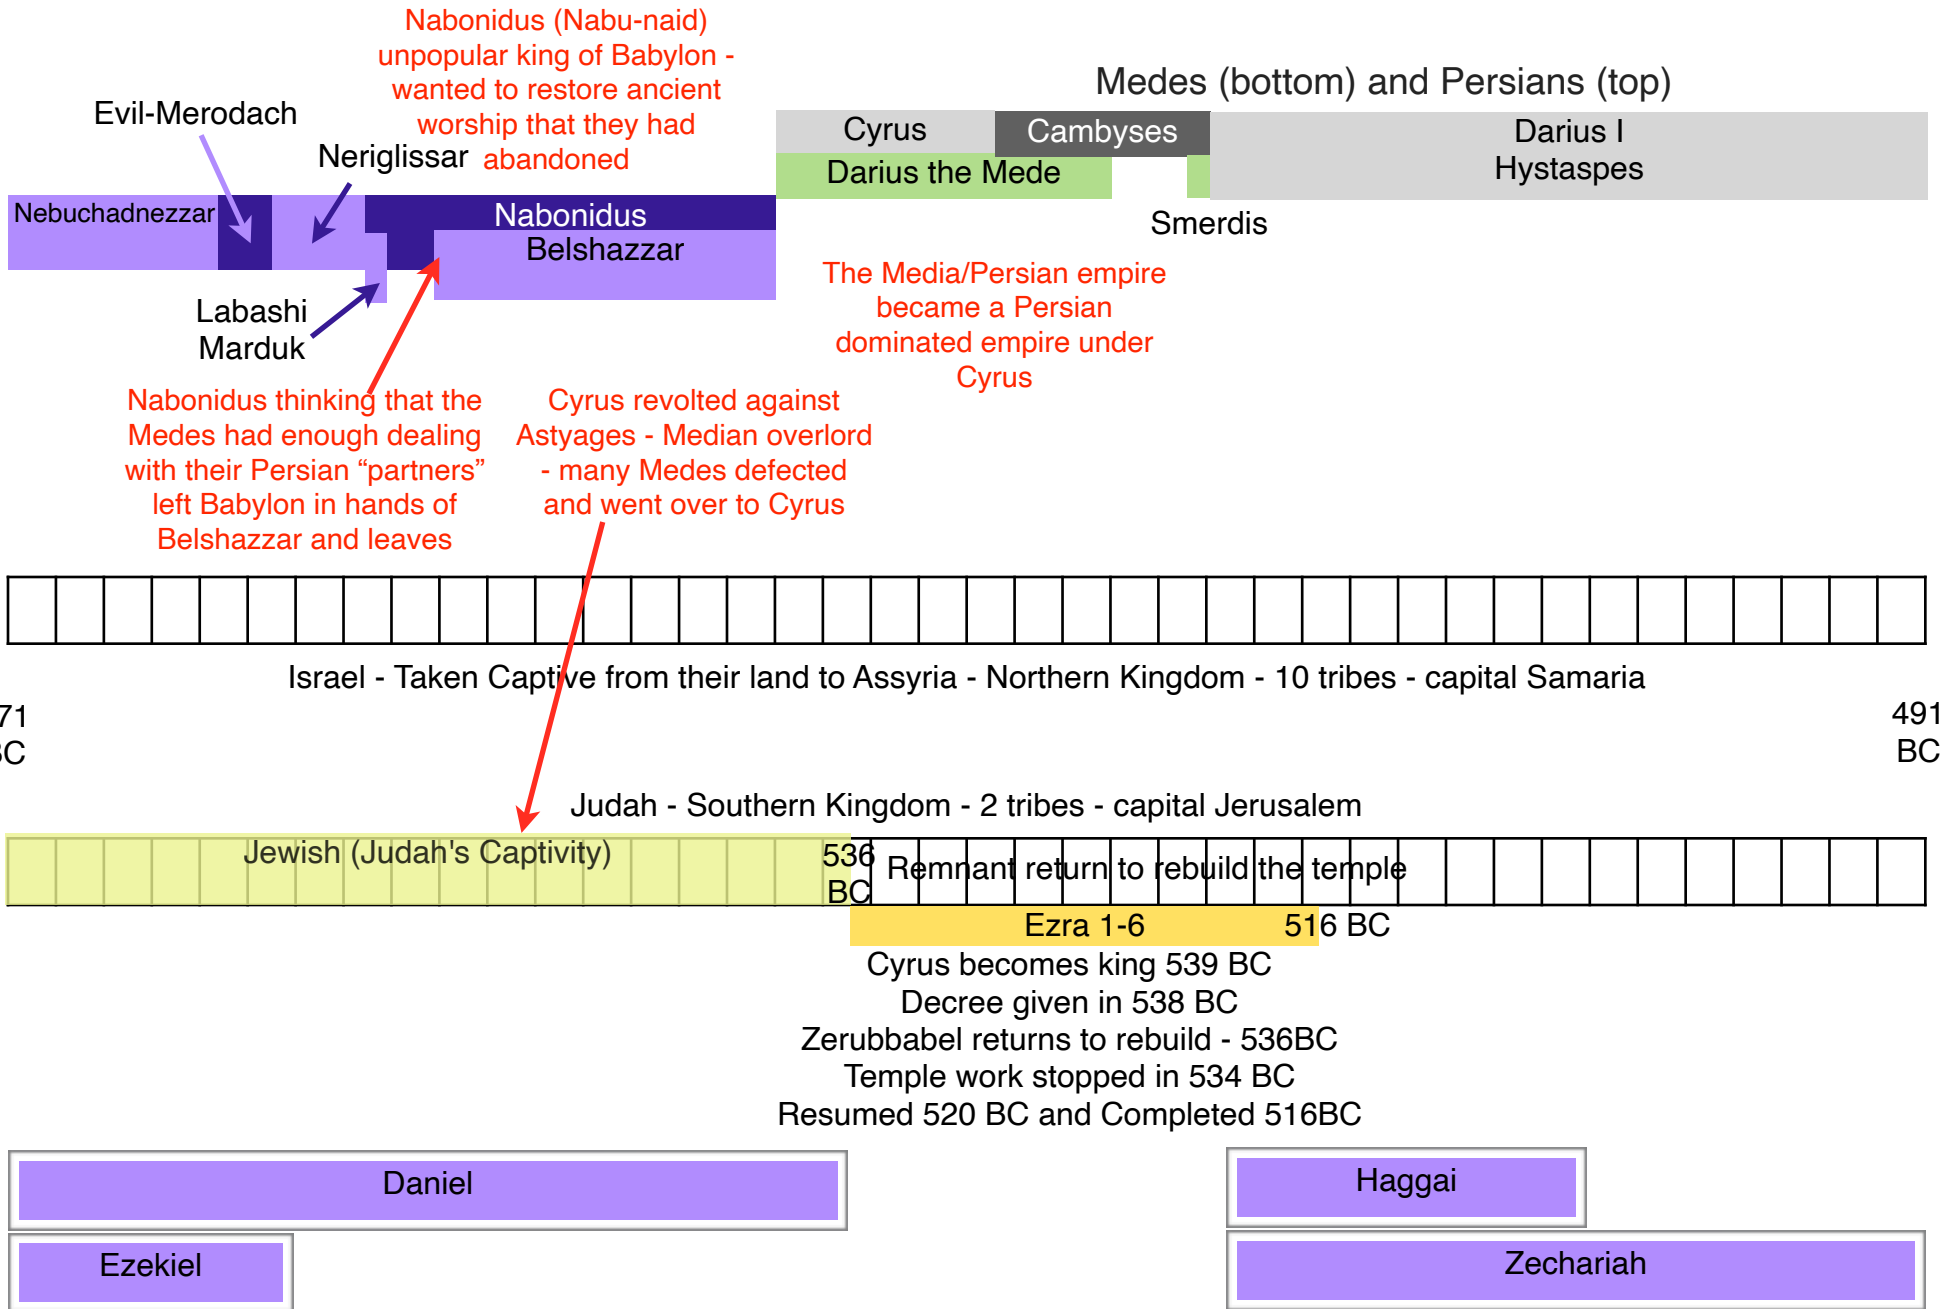 Nabonidus (Nabu-naid)
unpopular king of Babylon -
wanted to restore ancient
worship that they had
abandoned
Medes (bottom) and Persians (top)
Evil-Merodach
Neriglissar
Cyrus
Cambyses
Darius I
Hystaspes
Darius the Mede
Smerdis
Nebuchadnezzar
Nabonidus
Belshazzar
Labashi
Marduk
The Media/Persian empire
became a Persian
dominated empire under
Cyrus
Nabonidus thinking that the
Medes had enough dealing
with their Persian “partners”
left Babylon in hands of
Belshazzar and leaves
Cyrus revolted against
Astyages - Median overlord
- many Medes defected
and went over to Cyrus
Israel - Taken Captive from their land to Assyria - Northern Kingdom - 10 tribes - capital Samaria
71
BC
491
BC
Judah - Southern Kingdom - 2 tribes - capital Jerusalem
Jewish (Judah's Captivity)
536
BC
Remnant return to rebuild the temple
Ezra 1-6
516 BC
Cyrus becomes king 539 BC
Decree given in 538 BC
Zerubbabel returns to rebuild - 536BC
Temple work stopped in 534 BC
Resumed 520 BC and Completed 516BC
Daniel
Haggai
Ezekiel
Zechariah